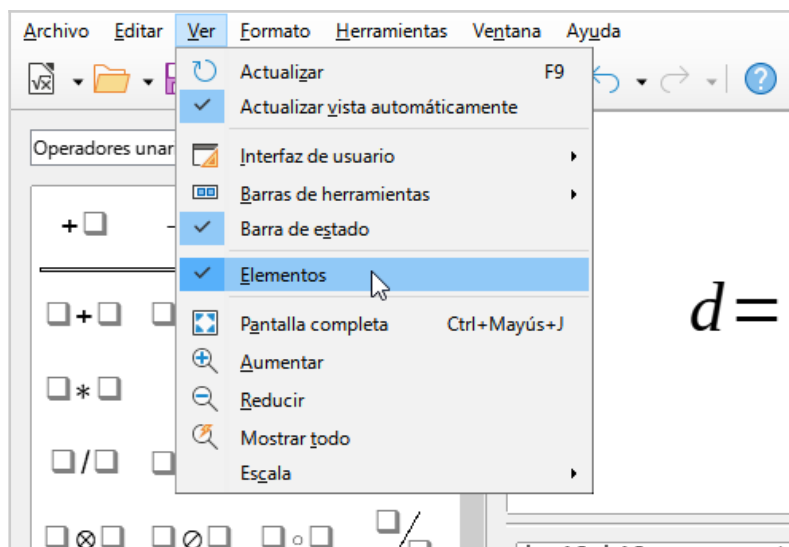 Archivo Editar Ver Formato Herramientas Ventana Ayuda
Actualizar F9
Actualizar vista automáticamente
Operadores unar
Interfaz de usuario
Barras de herramientas
+□
Barra de estado
Elementos
□+□
d=
Pantalla completa Ctrl+Mayús+J
Aumentar
□*□
Reducir
Mostrar todo
□/□
Escala
□⊗□ □⊘□ □∘□ □/□